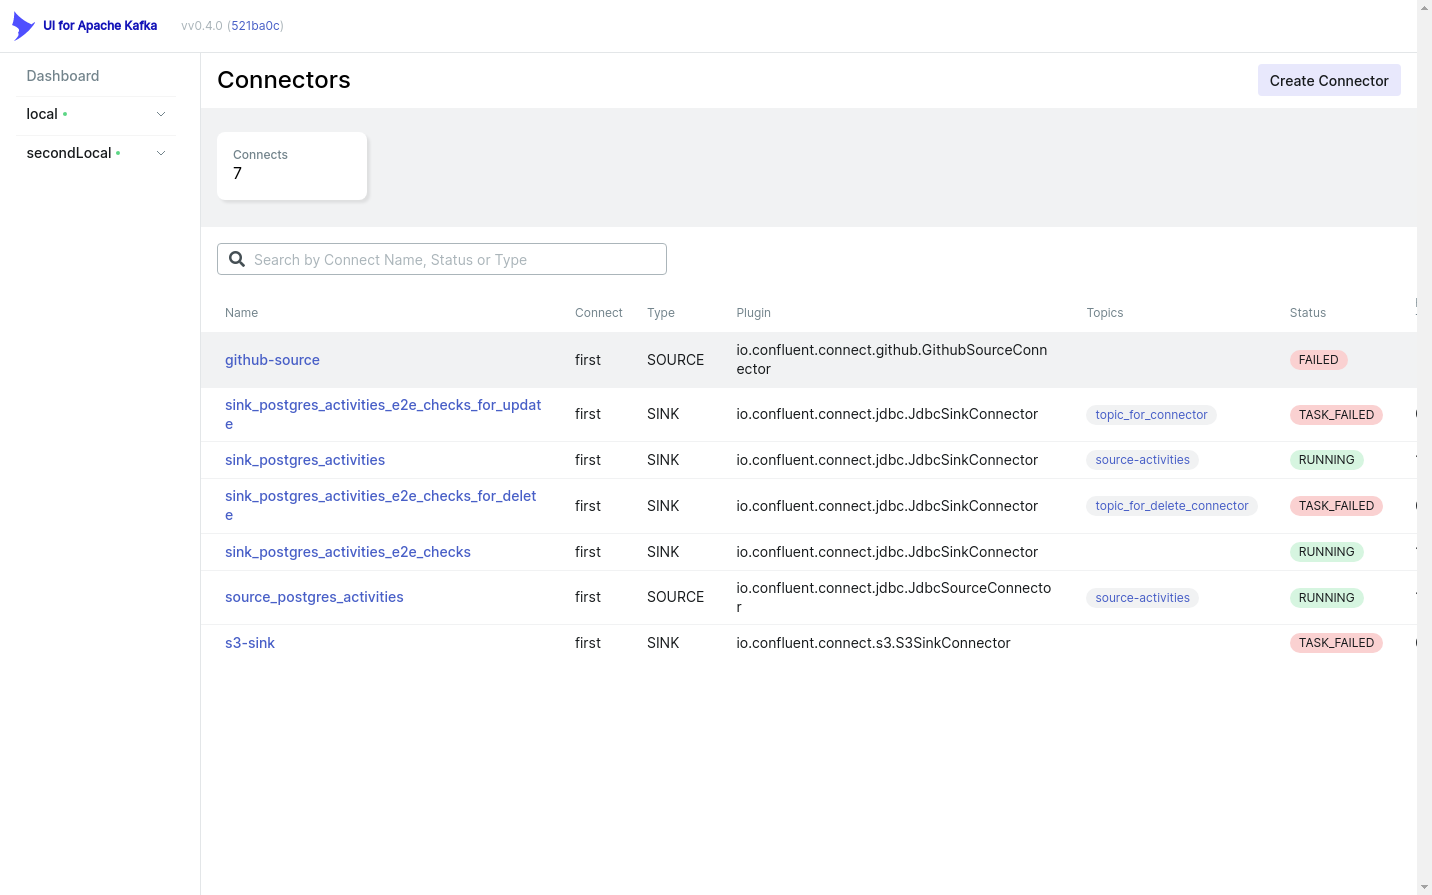 UI for Apache Kafka vv0.4.0 (521ba0c)
Dashboard
local
secondLocal
Connectors
Create Connector
Connects
7
Search by Connect Name, Status or Type
Name Connect Type Plugin Topics Status
github-source first SOURCE io.confluent.connect.github.GithubSourceConn
ector FAILED
sink_postgres_activities_e2e_checks_for_updat
e first SINK io.confluent.connect.jdbc.JdbcSinkConnector topic_for_connector TASK_FAILED
sink_postgres_activities first SINK io.confluent.connect.jdbc.JdbcSinkConnector source-activities RUNNING
sink_postgres_activities_e2e_checks_for_delet
e first SINK io.confluent.connect.jdbc.JdbcSinkConnector topic_for_delete_connector TASK_FAILED
sink_postgres_activities_e2e_checks first SINK io.confluent.connect.jdbc.JdbcSinkConnector RUNNING
source_postgres_activities first SOURCE io.confluent.connect.jdbc.JdbcSourceConnecto
r source-activities RUNNING
s3-sink first SINK io.confluent.connect.s3.S3SinkConnector TASK_FAILED